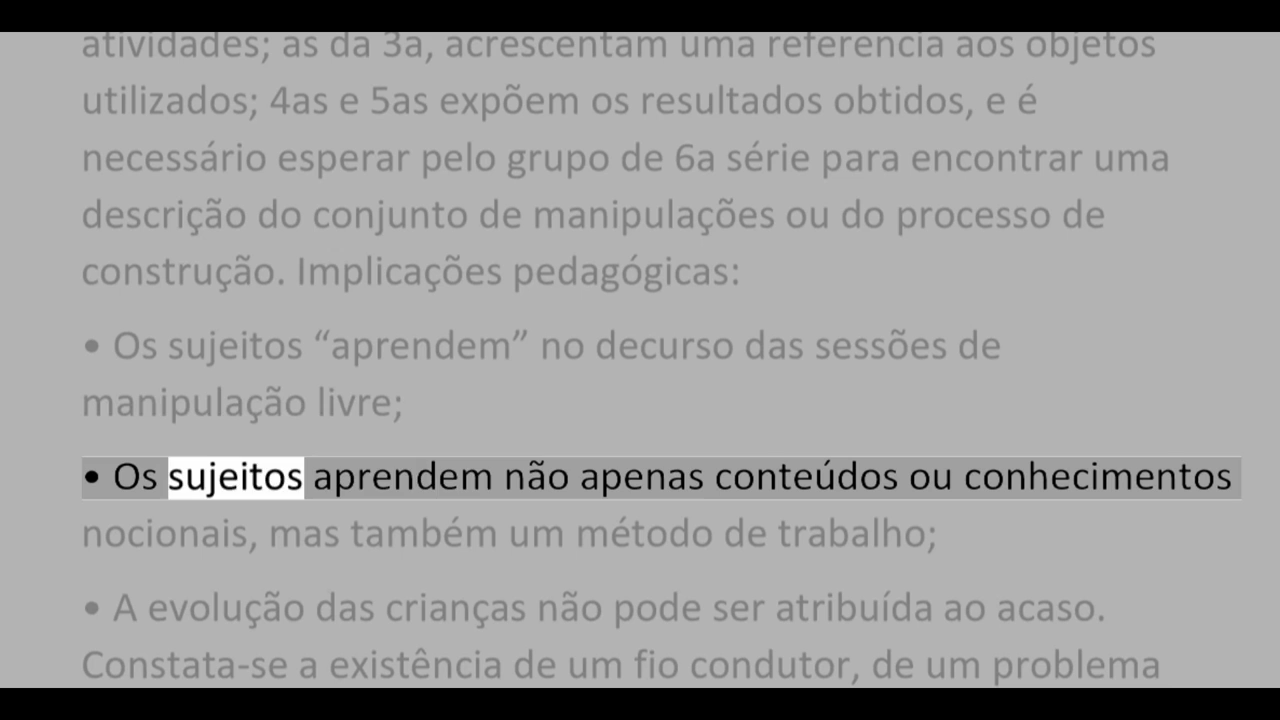 atividades; as da 3a, acrescentam uma referência aos objetos
utilizados; 4as e 5as expõem os resultados obtidos, e é
necessário esperar pelo grupo de 6a série para encontrar uma
descrição do conjunto de manipulações ou do processo de
construção. Implicações pedagógicas:
• Os sujeitos “aprendem” no decurso das sessões de
manipulação livre;
• Os sujeitos aprendem não apenas conteúdos ou conhecimentos
nocionais, mas também um método de trabalho;
• A evolução das crianças não pode ser atribuída ao acaso.
Constata-se a existência de um fio condutor, de um problema